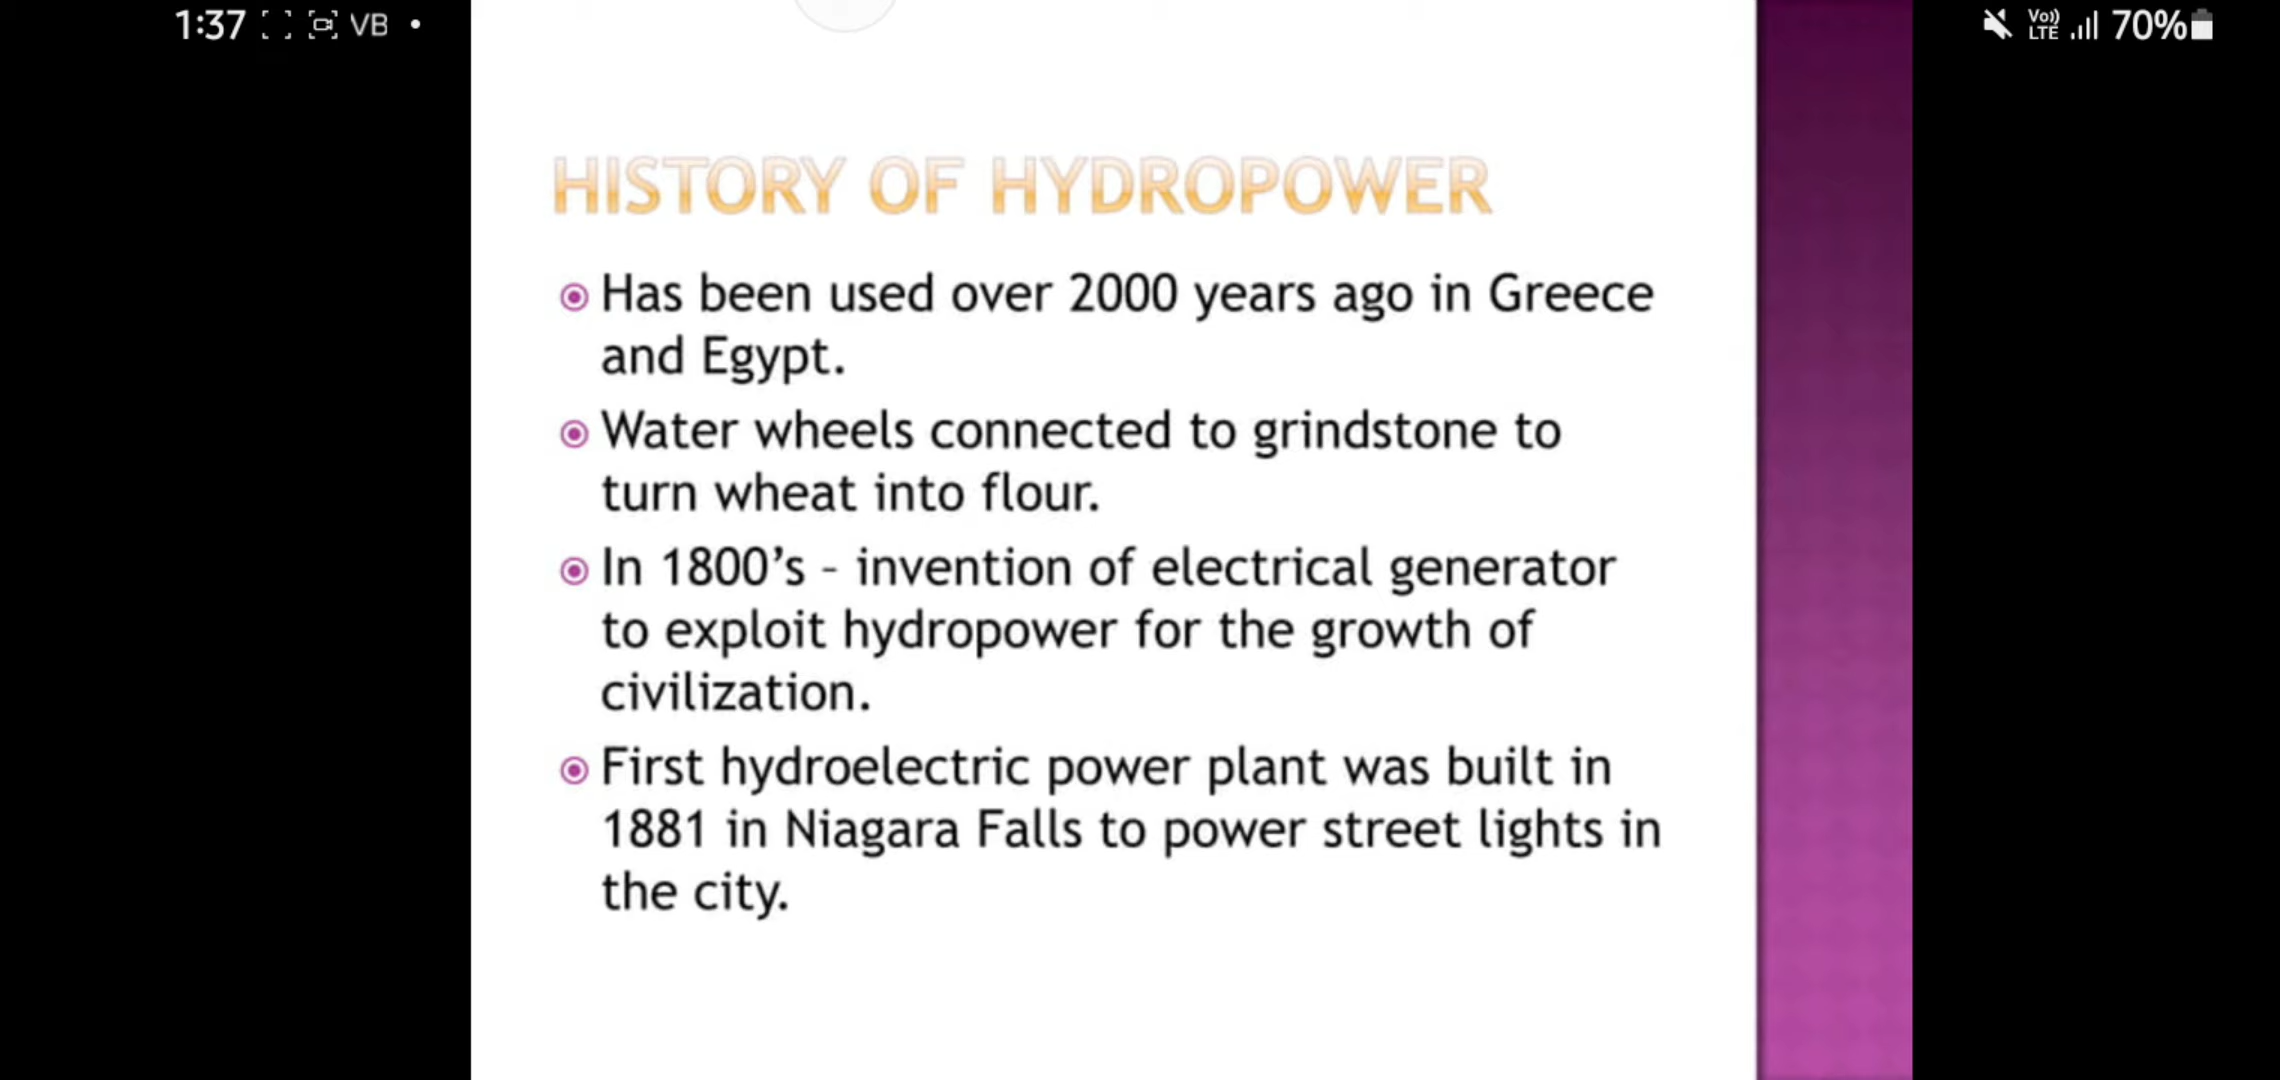 1:37 VB • Vo)) LTE 70%
HISTORY OF HYDROPOWER
Has been used over 2000 years ago in Greece
and Egypt.
Water wheels connected to grindstone to
turn wheat into flour.
In 1800’s – invention of electrical generator
to exploit hydropower for the growth of
civilization.
First hydroelectric power plant was built in
1881 in Niagara Falls to power street lights in
the city.